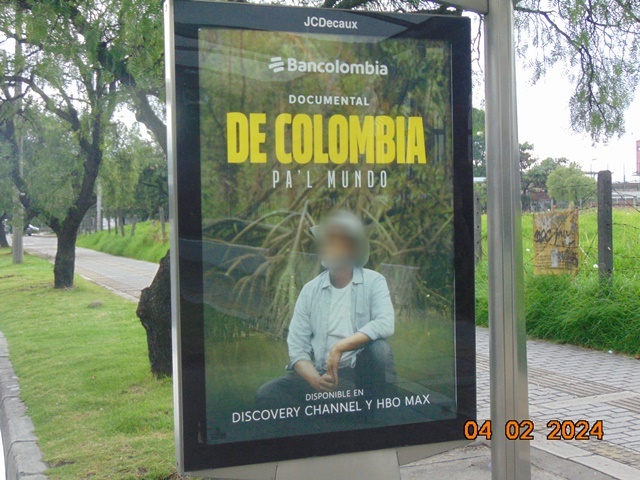 JCDecaux
Bancolombia
DOCUMENTAL
DE COLOMBIA
PA'L MUNDO
DISPONIBLE EN
DISCOVERY CHANNEL Y HBO MAX
04 02 2024